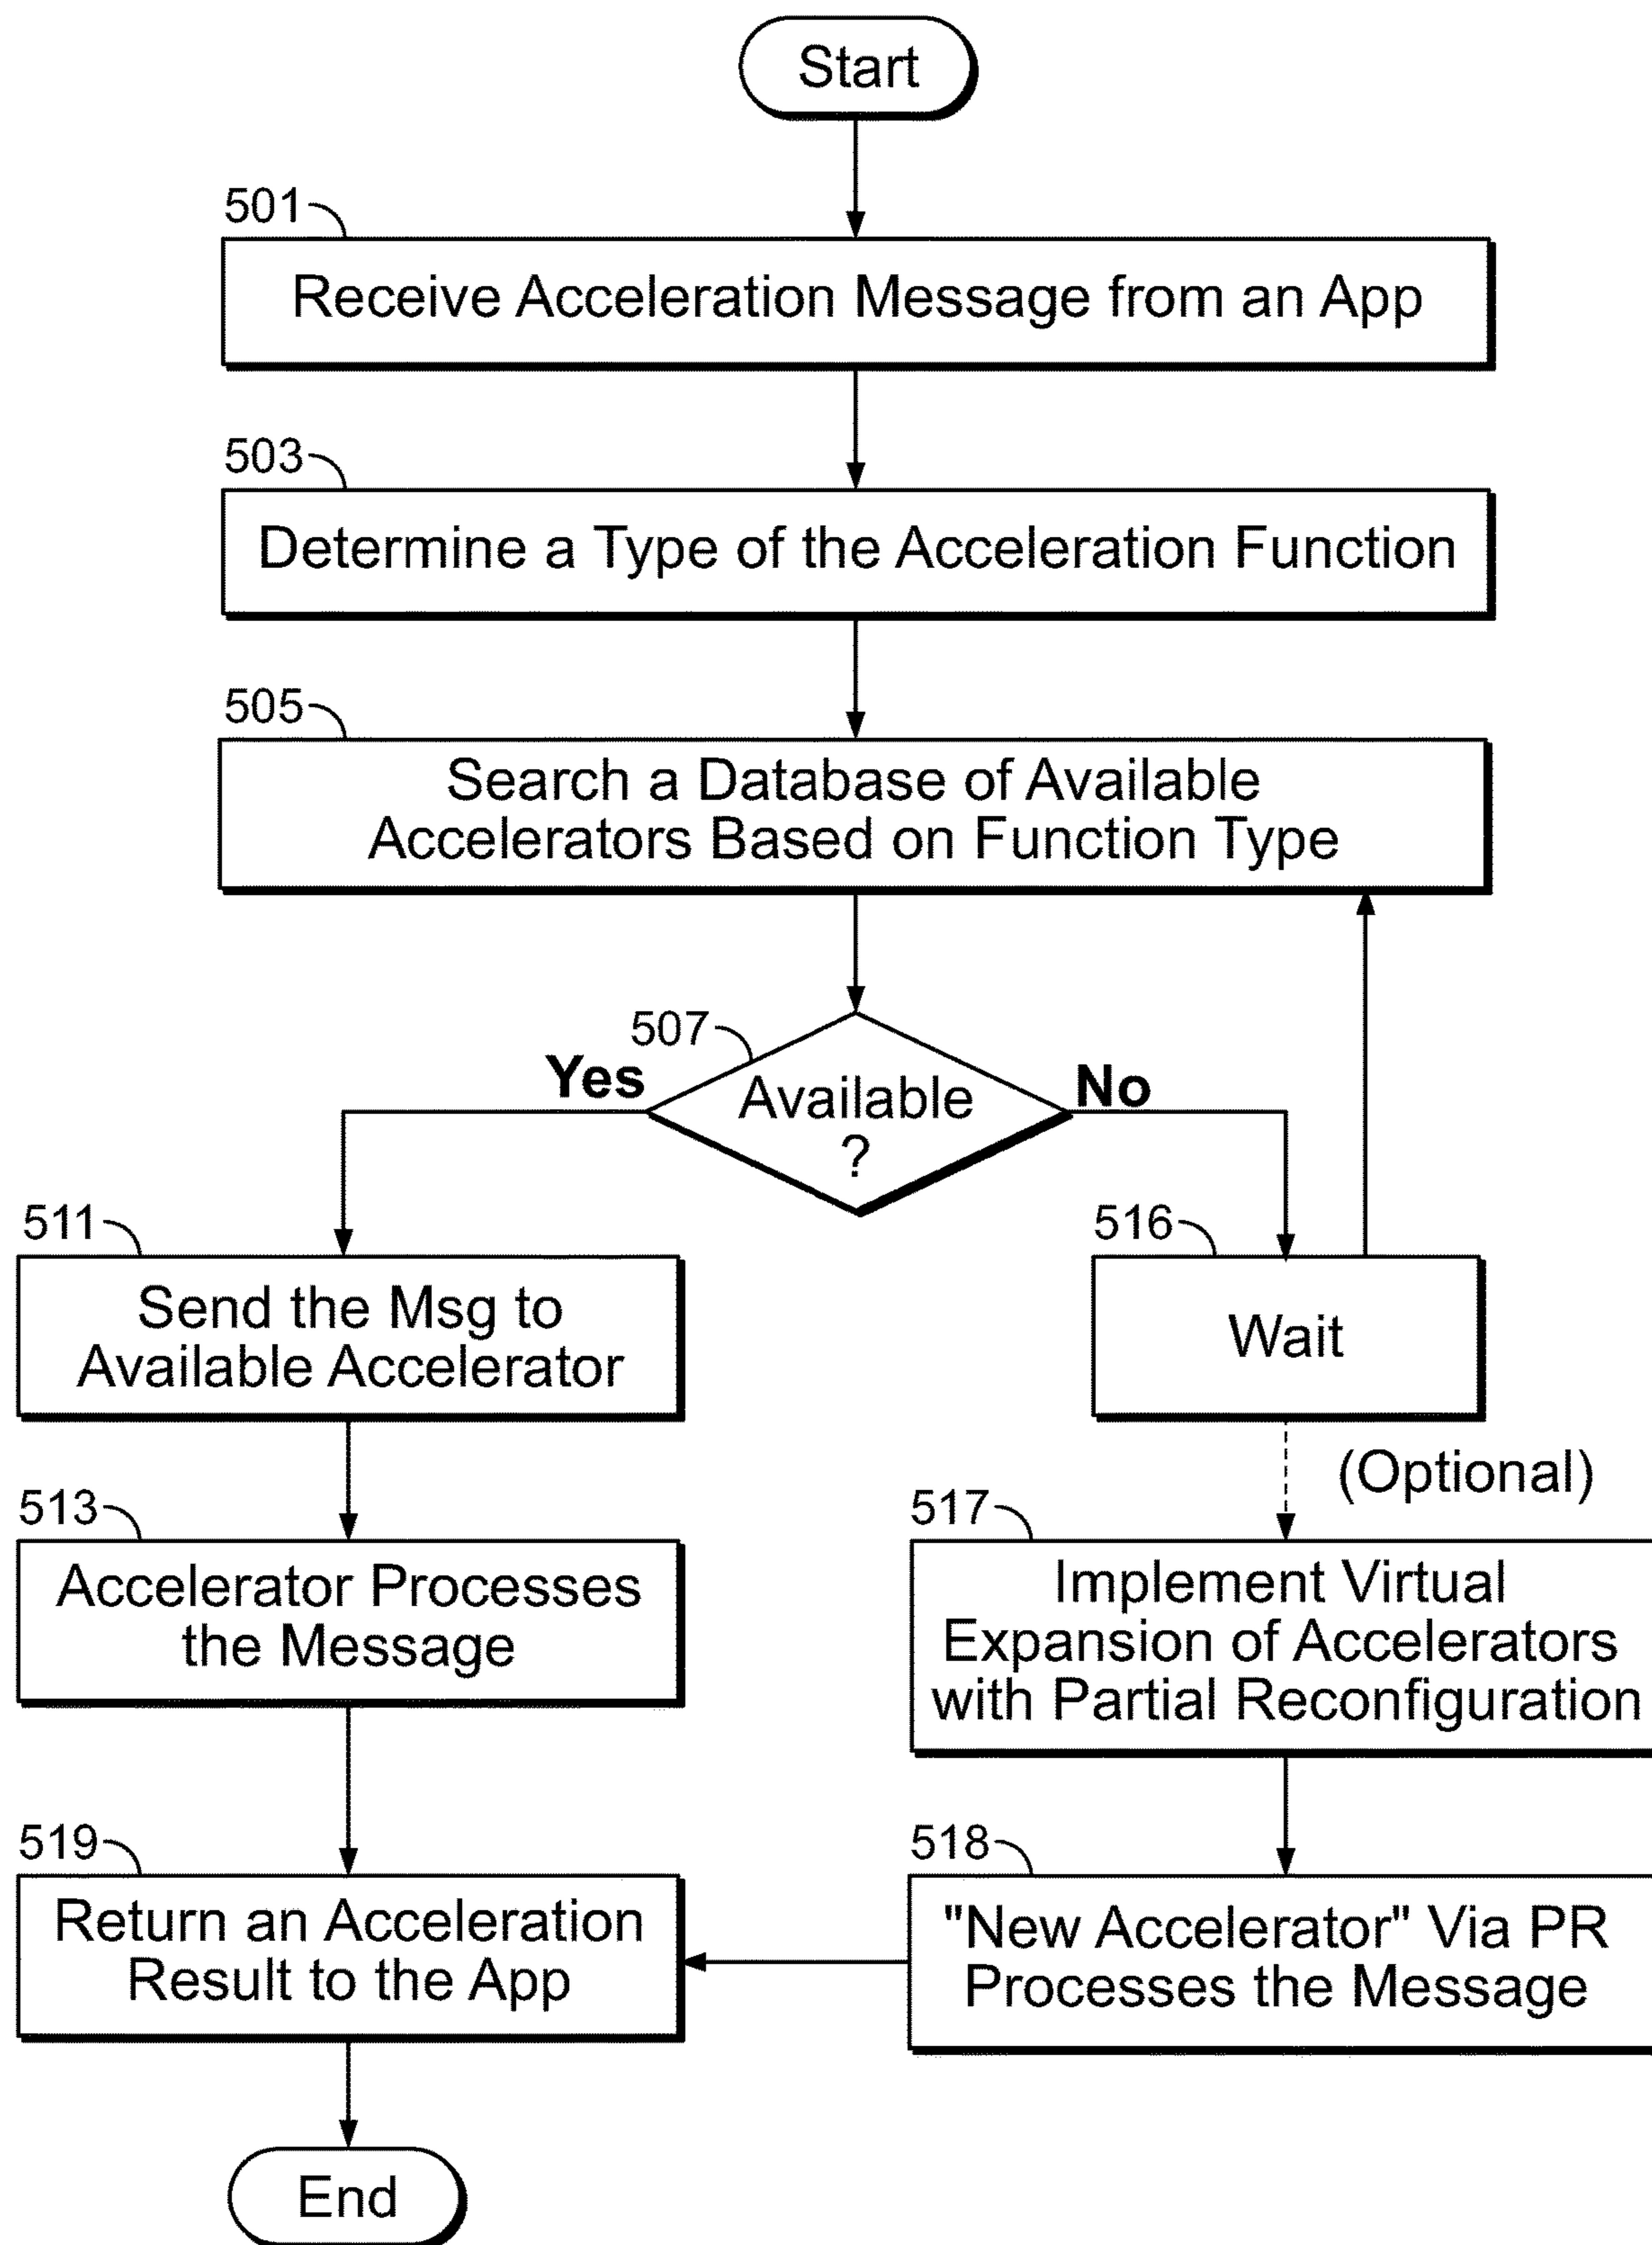 Start
501
Receive Acceleration Message from an App
503
Determine a Type of the Acceleration Function
505
Search a Database of Available
Accelerators Based on Function Type
507
Yes
Available
?
No
511
Send the Msg to
Available Accelerator
516
Wait
(Optional)
513
Accelerator Processes
the Message
517
Implement Virtual
Expansion of Accelerators
with Partial Reconfiguration
519
Return an Acceleration
Result to the App
518
"New Accelerator" Via PR
Processes the Message
End